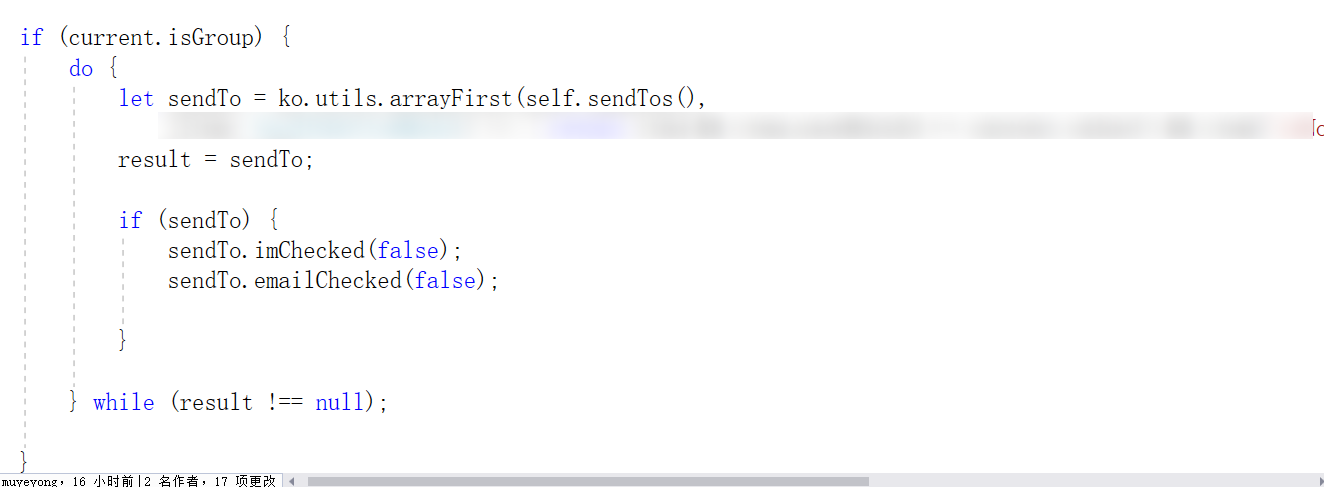 if (current.isGroup) {
do {
let sendTo = ko.utils.arrayFirst(self.sendTos(),
result = sendTo;
if (sendTo) {
sendTo.imChecked(false);
sendTo.emailChecked(false);
}
} while (result !== null);
}
muyeyong，16 小时前|2 名作者，17 项更改